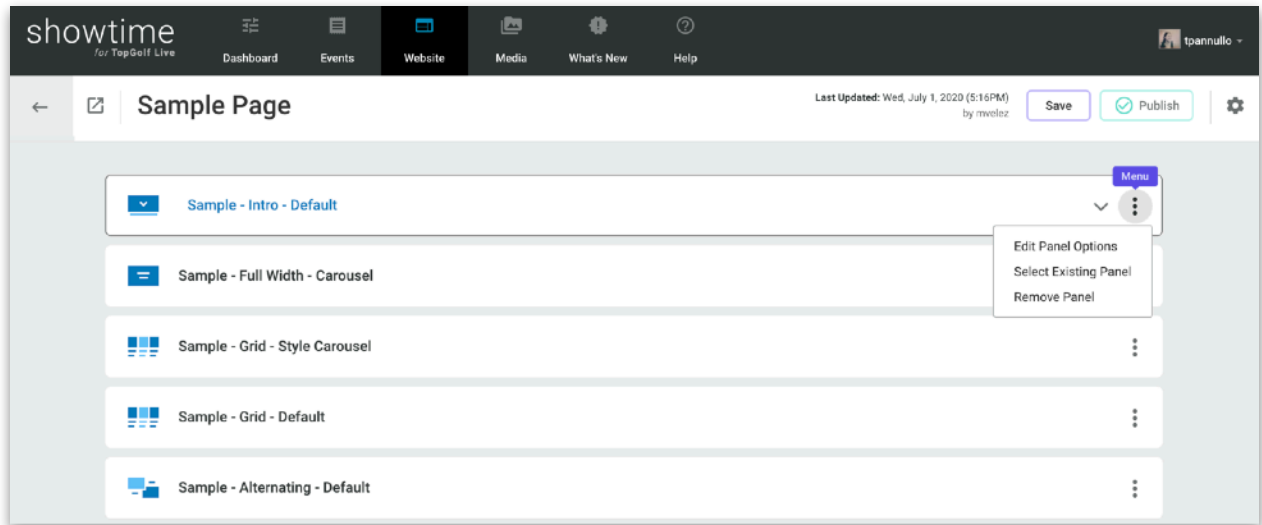 showtime
for TopGolf Live
Dashboard
Events
Website
Media
What's New
Help
tpannullo
Sample Page
Last Updated: Wed, July 1, 2020 (5:16PM)
by mvelez
Save
Publish
Menu
Sample - Intro - Default
Edit Panel Options
Select Existing Panel
Remove Panel
Sample - Full Width - Carousel
Sample - Grid - Style Carousel
Sample - Grid - Default
Sample - Alternating - Default